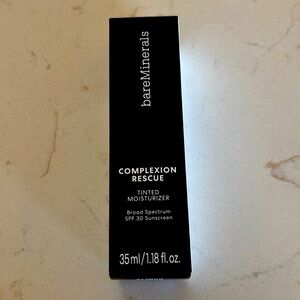 bareMinerals
COMPLEXION
RESCUE
TINTED
MOISTURIZER
Broad Spectrum
SPF 30 Sunscreen
35ml/1.18 fl.oz.